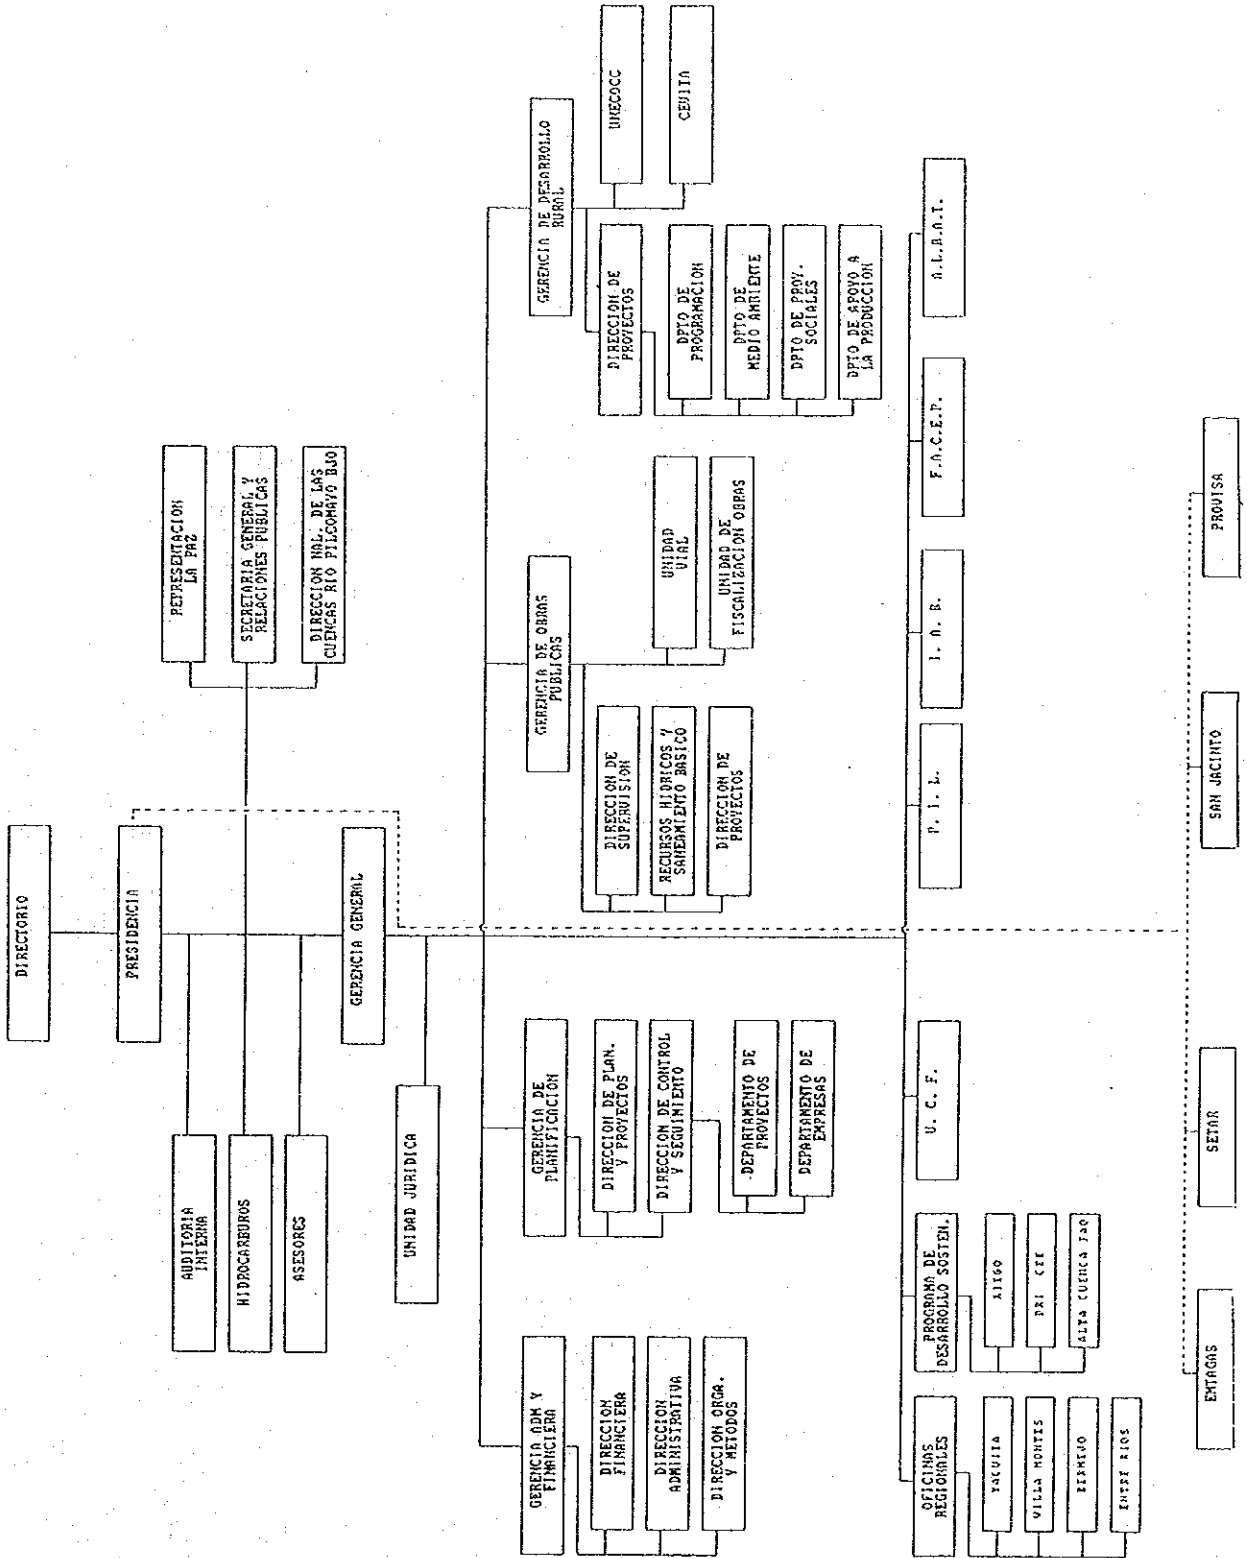 DIRECTORIO
PRESIDENCIA
REPRESENTACION
LA PAZ
SECRETARIA GENERAL Y
RELACIONES PUBLICAS
DIRECCION NAL. DE LAS
CUENCAS RIO PILCOMAYO BJO
AUDITORIA
INTERNA
HIDROCARBUROS
ASESORES
GERENCIA GENERAL
UNIDAD JURIDICA
GERENCIA ADM Y
FINANCIERA
DIRECCION
FINANCIERA
DIRECCION
ADMINISTRATIVA
DIRECCION ORGA.
Y METODOS
GERENCIA DE
PLANIFICACION
DIRECCION DE PLAN.
Y PROYECTOS
DIRECCION DE CONTROL
Y SEGUIMIENTO
DEPARTAMENTO DE
PROYECTOS
DEPARTAMENTO DE
EMPRESAS
GERENCIA DE OBRAS
PUBLICAS
DIRECCION DE
SUPERVISION
RECURSOS HIDRICOS Y
SANEAMIENTO BASICO
DIRECCION DE
PROYECTOS
UNIDAD
VIAL
UNIDAD DE
FISCALIZACION OBRAS
GERENCIA DE DESARROLLO
RURAL
DIRECCION DE
PROYECTOS
DPTO DE
PROGRAMACION
DPTO DE
MEDIO AMBIENTE
DPTO DE PROY.
SOCIALES
DPTO DE APOYO A
LA PRODUCCION
UNECOCC
CEVITA
OFICINAS
REGIONALES
YACUITA
VILLA MONTES
BERMEJO
ENTRE RIOS
PROGRAMA DE
DESARROLLO SOSTEN.
PRI CEE
ALTA CUENCA
U. C. F.
P. I. L.
I. A. B.
F.A.C.E.P.
A.L.B.A.T.
EMTAGAS
SETAR
SAN JACINTO
PROVISA